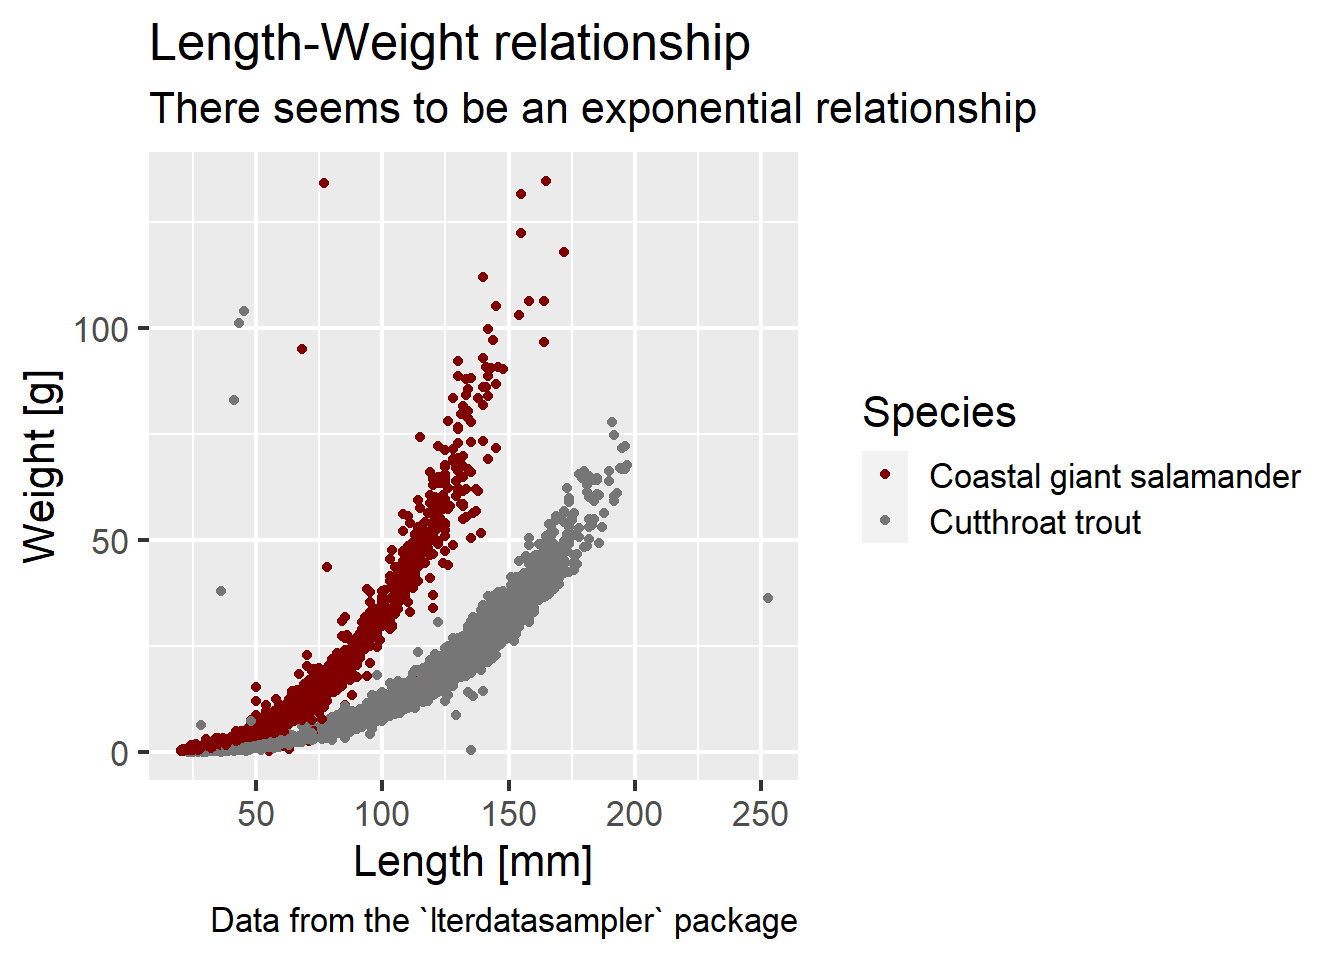 Length-Weight relationship
There seems to be an exponential relationship
Weight [g]
100
50
0
50 100 150 200 250
Length [mm]
Species
Coastal giant salamander
Cutthroat trout
Data from the `lterdatasampler` package